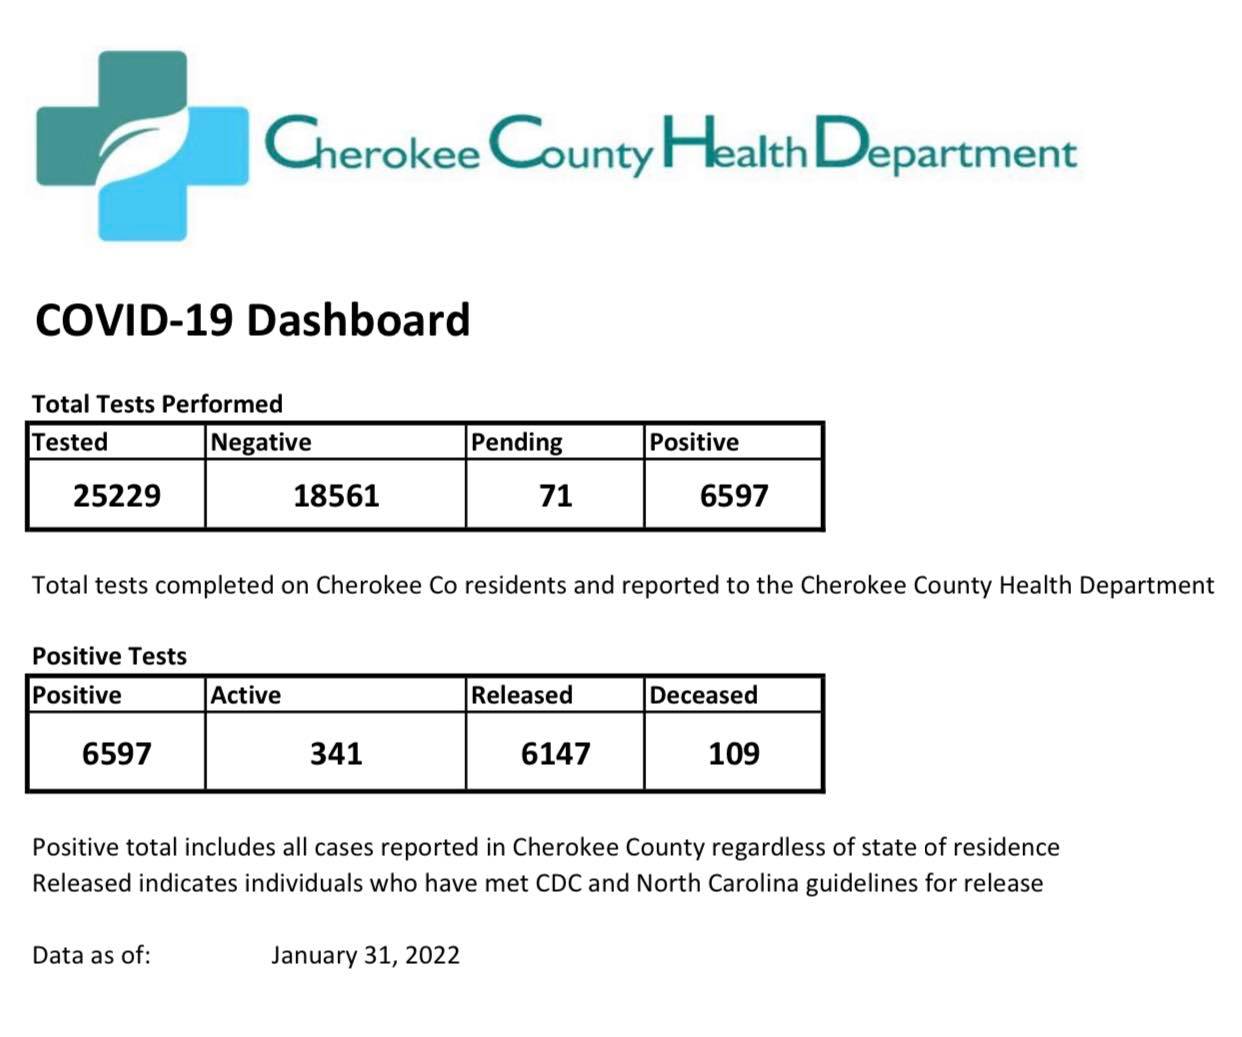 Cherokee County Health Department
COVID-19 Dashboard
Total Tests Performed
Tested Negative Pending Positive
25229 18561 71 6597
Total tests completed on Cherokee Co residents and reported to the Cherokee County Health Department
Positive Tests
Positive Active Released Deceased
6597 341 6147 109
Positive total includes all cases reported in Cherokee County regardless of state of residence
Released indicates individuals who have met CDC and North Carolina guidelines for release
Data as of: January 31, 2022